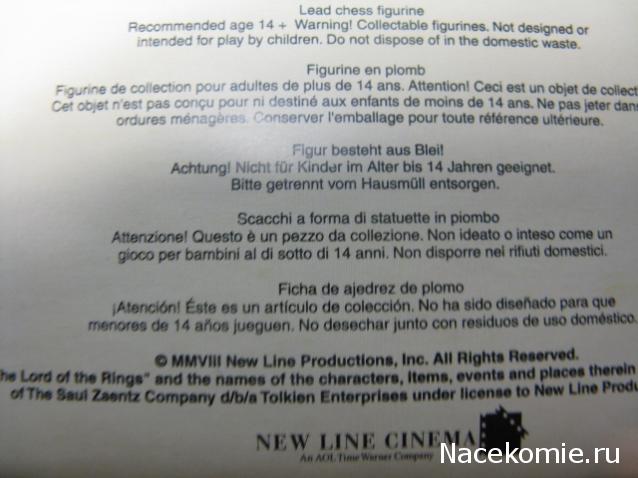 Lead chess figurine
Recommended age 14 + Warning! Collectable figurines. Not designed or
intended for play by children. Do not dispose of in the domestic waste.
Figurine en plomb
Figurine de collection pour adultes de plus de 14 ans. Attention! Ceci est un objet de collect
Cet objet n'est pas conçu pour ni destiné aux enfants de moins de 14 ans. Ne pas jeter dans
ordures ménagères. Conserver l'emballage pour toute référence ultérieure.
Figur besteht aus Blei!
Achtung! Nicht für Kinder im Alter bis 14 Jahren geeignet.
Bitte getrennt vom Hausmüll entsorgen.
Scacchi a forma di statuette in piombo
Attenzione! Questo è un pezzo da collezione. Non ideato o inteso come un
gioco per bambini al di sotto di 14 anni. Non disporre nei rifiuti domestici.
Ficha de ajedrez de plomo
¡Atención! Éste es un artículo de colección. No ha sido diseñado para que
menores de 14 años jueguen. No desechar junto con residuos de uso doméstico.
© MMVIII New Line Productions, Inc. All Rights Reserved.
he Lord of the Rings" and the names of the characters, items, events and places therein
of The Saul Zaentz Company d/b/a Tolkien Enterprises under license to New Line Produ
NEW LINE CINEMA
An AOL Time Warner Company
Nacekomie.ru